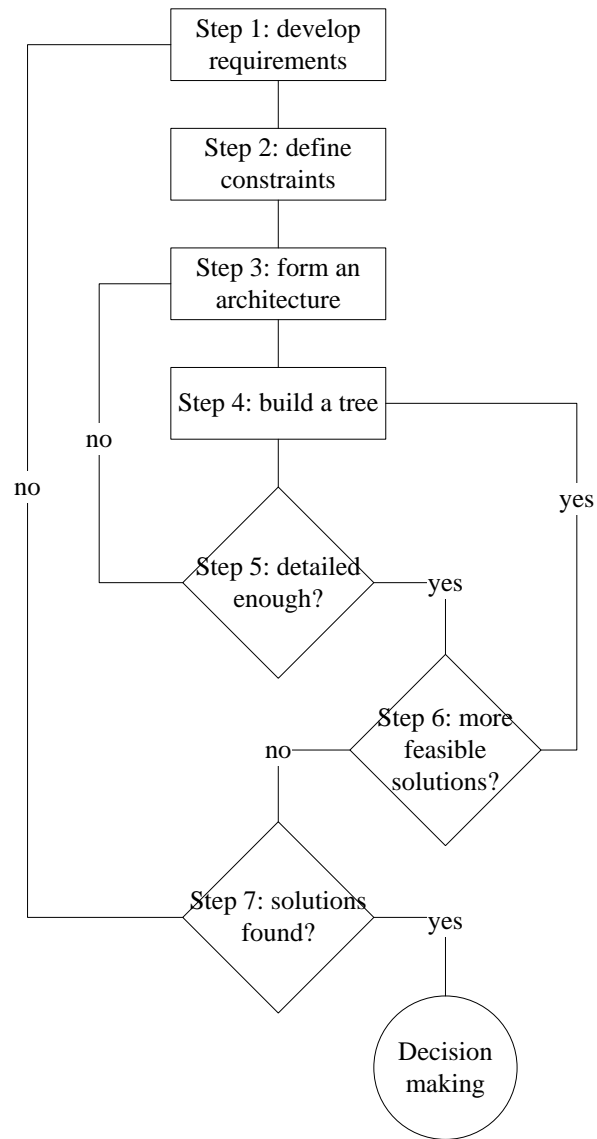 Step 1: develop
requirements
Step 2: define
constraints
Step 3: form an
architecture
Step 4: build a tree
no
no
yes
Step 5: detailed
enough?
yes
Step 6: more
feasible
solutions?
no
Step 7: solutions
found?
yes
Decision
making